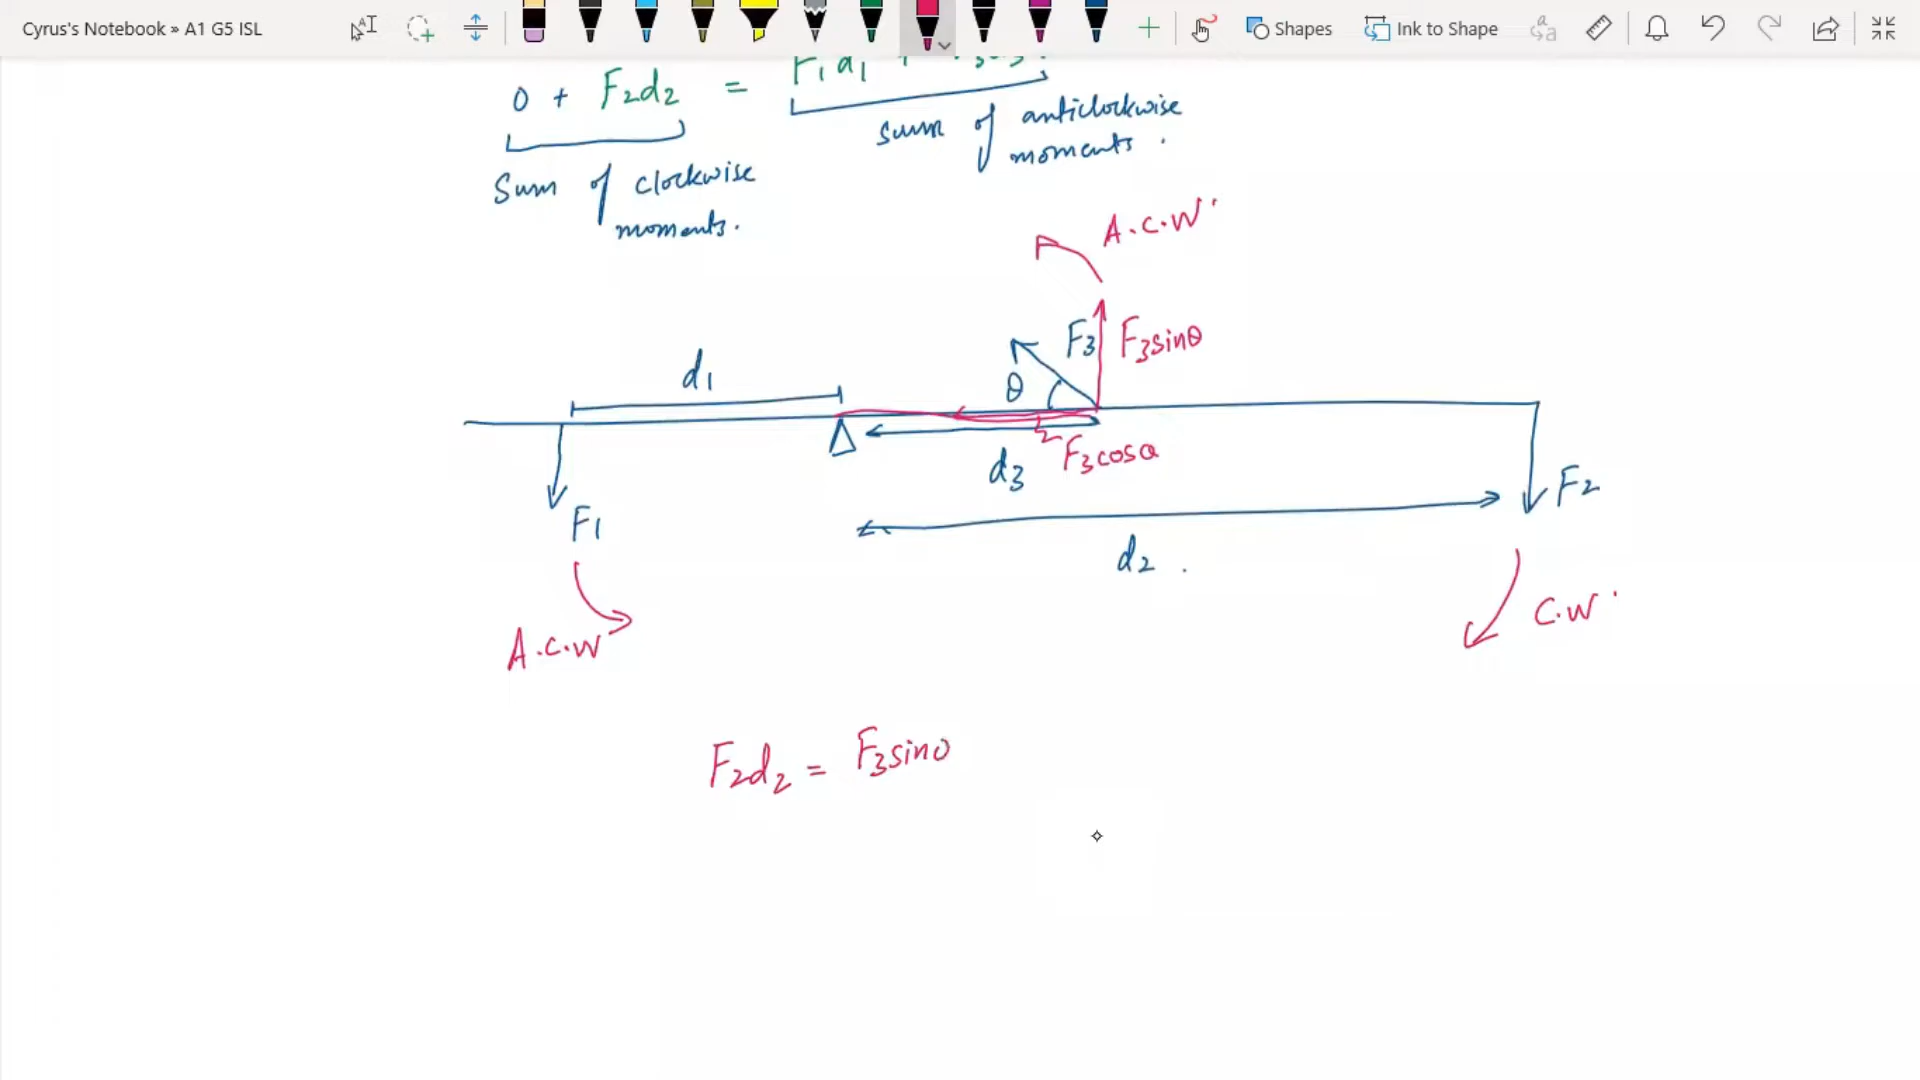 Cyrus's Notebook » A1 G5 ISL
Shapes
Ink to Shape
0 + F2d2 = F1d1 +
sum of anticlockwise moments.
Sum of clockwise moments.
A.C.W.
F3
F3sinθ
θ
d1
F3cosθ
d3
F2
F1
d2.
C.W.
A.C.W
F2d2 = F3sinθ